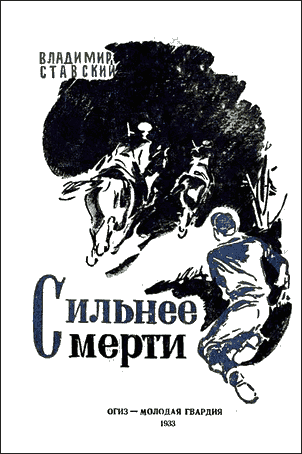 ВЛАДИМИР
СТАВСКИЙ
Сильнее
Смерти
ОГИЗ — МОЛОДАЯ ГВАРДИЯ
1933